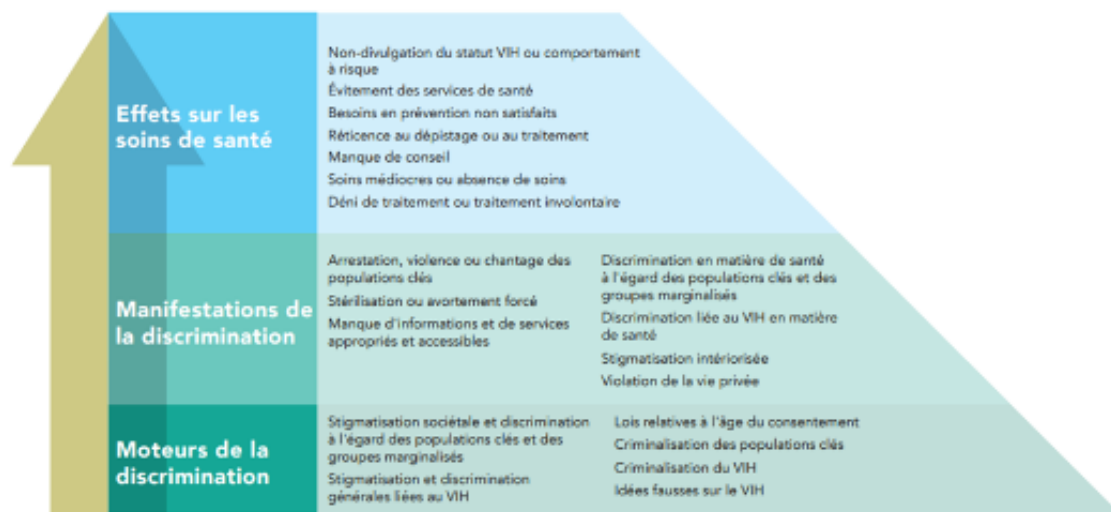 Effets sur les
soins de santé
Non-divulgation du statut VIH ou comportement
à risque
Évitement des services de santé
Besoins en prévention non satisfaits
Réticence au dépistage ou au traitement
Manque de conseil
Soins médiocres ou absence de soins
Déni de traitement ou traitement involontaire
Manifestations de
la discrimination
Arrestation, violence ou chantage des
populations clés
Stérilisation ou avortement forcé
Manque d'informations et de services
appropriés et accessibles
Discrimination en matière de santé
à l'égard des populations clés et des
groupes marginalisés
Discrimination liée au VIH en matière
de santé
Stigmatisation intériorisée
Violation de la vie privée
Moteurs de la
discrimination
Stigmatisation sociétale et discrimination
à l'égard des populations clés et des
groupes marginalisés
Stigmatisation et discrimination
générales liées au VIH
Lois relatives à l'âge du consentement
Criminalisation des populations clés
Criminalisation du VIH
Idées fausses sur le VIH